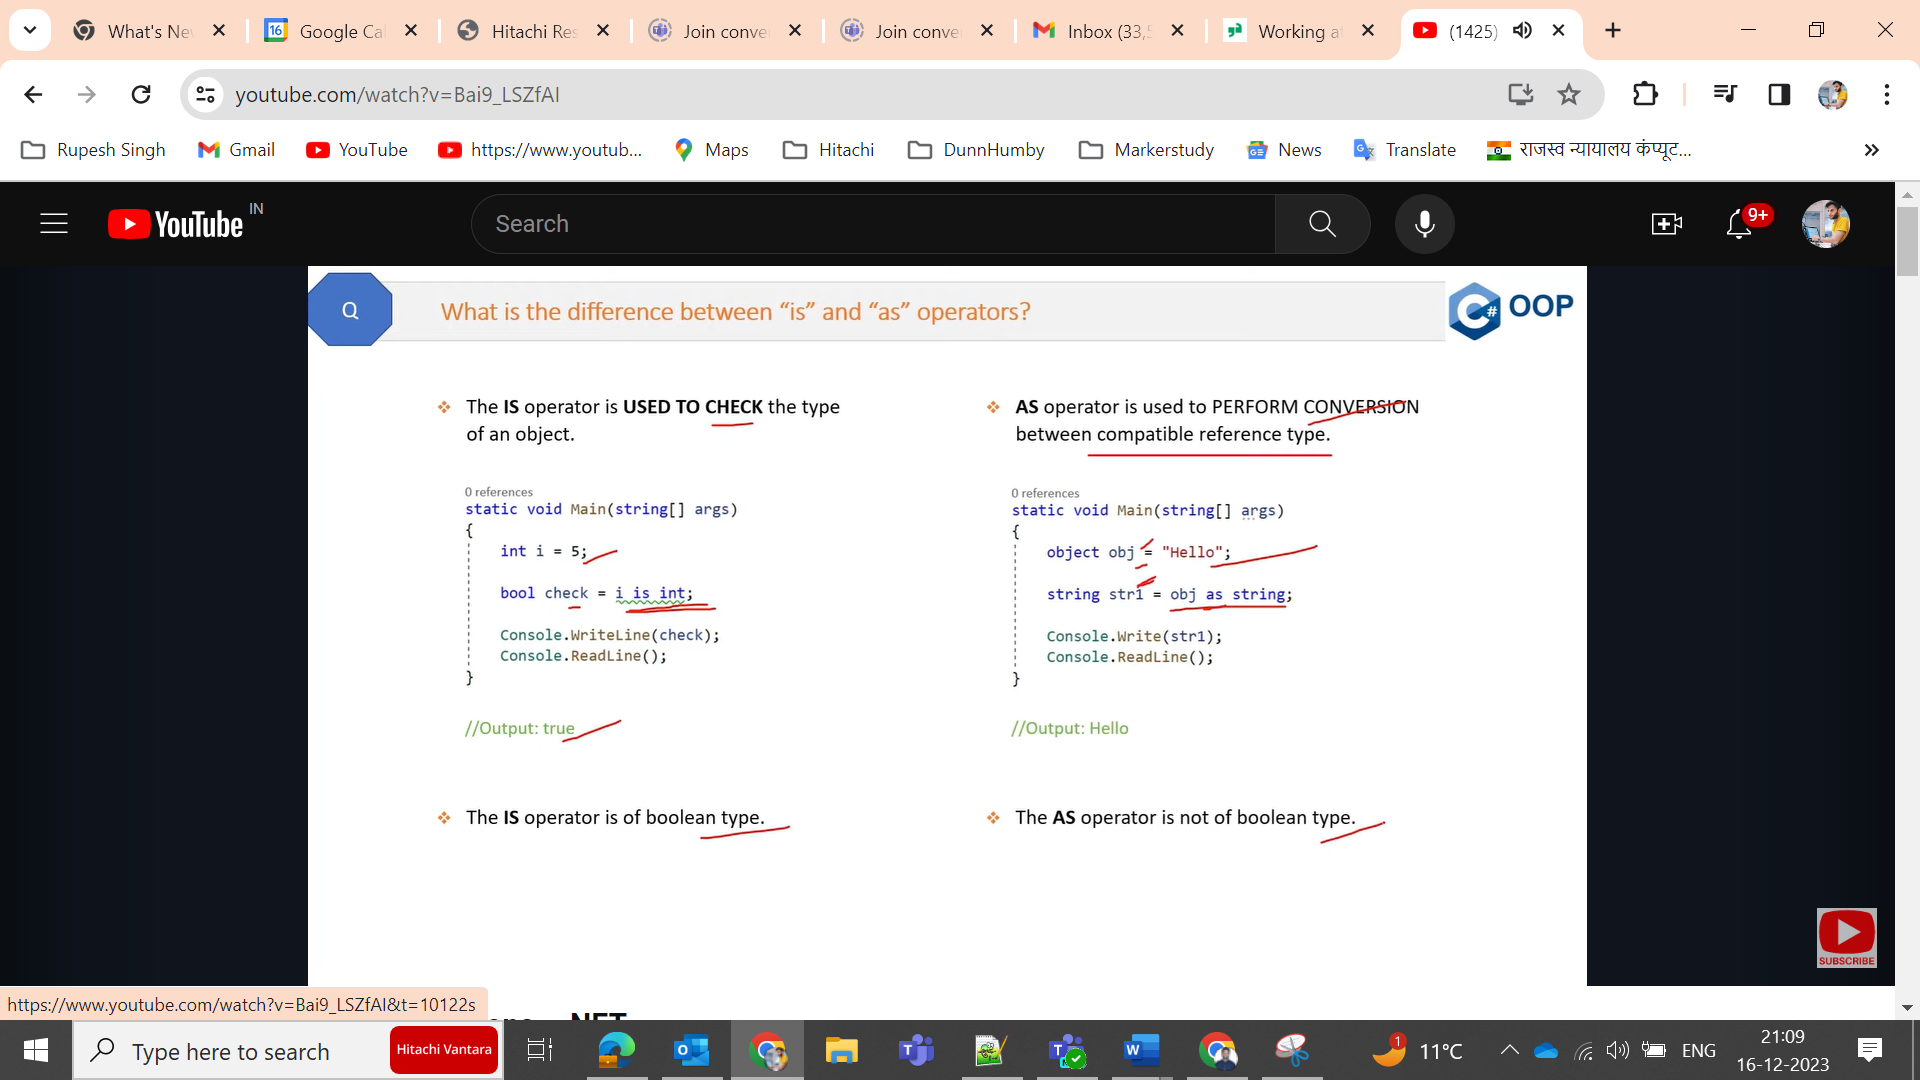 What's Ne
Google Cal
Hitachi Res
Join conve
Join conve
Inbox (33,5
Working a
(1425)
youtube.com/watch?v=Bai9_LSZfAI
Rupesh Singh
Gmail
YouTube
https://www.youtub...
Maps
Hitachi
DunnHumby
Markerstudy
News
Translate
राजस्व न्यायालय कंप्यूट...
YouTube IN
Search
9+
Q
What is the difference between “is” and “as” operators?
C# OOP
The IS operator is USED TO CHECK the type
of an object.
0 references
static void Main(string[] args)
{
int i = 5;
bool check = i is int;
Console.WriteLine(check);
Console.ReadLine();
}
//Output: true
The IS operator is of boolean type.
AS operator is used to PERFORM CONVERSION
between compatible reference type.
0 references
static void Main(string[] args)
{
object obj = "Hello";
string str1 = obj as string;
Console.Write(str1);
Console.ReadLine();
}
//Output: Hello
The AS operator is not of boolean type.
SUBSCRIBE
https://www.youtube.com/watch?v=Bai9_LSZfAI&t=10122s
Type here to search
Hitachi Vantara
1
11°C
ENG
21:09
16-12-2023